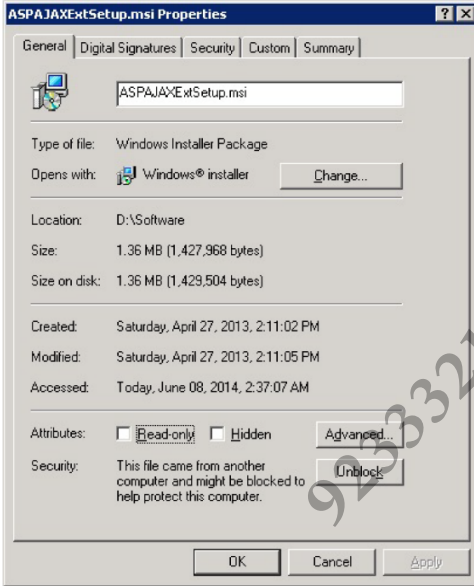 ASPAJAXExtSetup.msi Properties
General Digital Signatures Security Custom Summary
ASPAJAXExtSetup.msi
Type of file: Windows Installer Package
Opens with: Windows® installer Change...
Location: D:\Software
Size: 1.36 MB (1,427,968 bytes)
Size on disk: 1.36 MB (1,429,504 bytes)
Created: Saturday, April 27, 2013, 2:11:02 PM
Modified: Saturday, April 27, 2013, 2:11:05 PM
Accessed: Today, June 08, 2014, 2:37:07 AM
Attributes: Read-only Hidden Advanced...
Security: This file came from another
computer and might be blocked to
help protect this computer.
Unblock
OK Cancel Apply